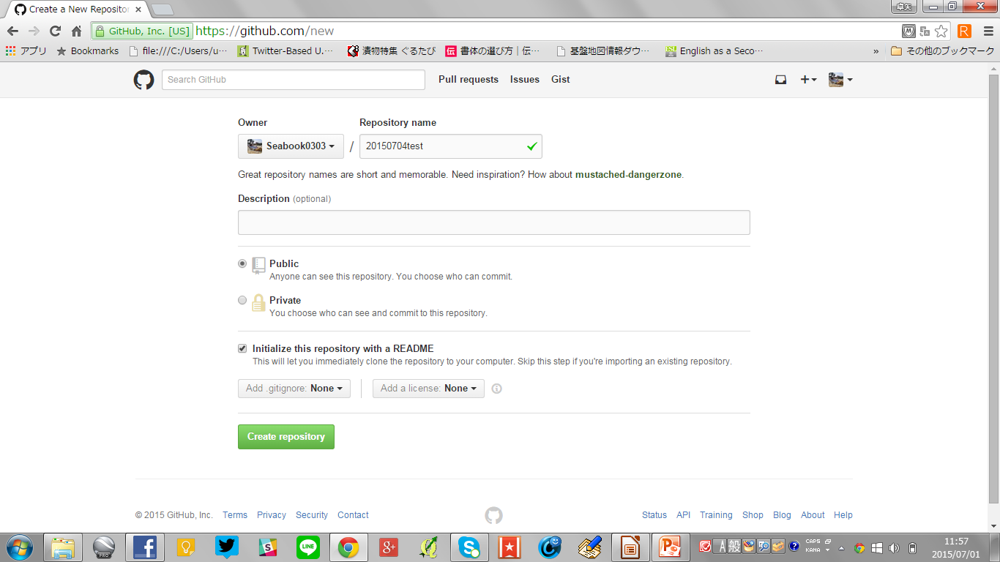 Create a New Repositor
卓矢
GitHub, Inc. [US] https://github.com/new
アプリ Bookmarks file:///C:/Users/u… Twitter-Based U.… 漬物特集 ぐるたび 書体の選び方｜伝… 基盤地図情報ダウ… English as a Seco… » その他のブックマーク
Search GitHub Pull requests Issues Gist
Owner Repository name
Seabook0303 / 20150704test
Great repository names are short and memorable. Need inspiration? How about mustached-dangerzone.
Description (optional)
Public
Anyone can see this repository. You choose who can commit.
Private
You choose who can see and commit to this repository.
Initialize this repository with a README
This will let you immediately clone the repository to your computer. Skip this step if you're importing an existing repository.
Add .gitignore: None Add a license: None
Create repository
© 2015 GitHub, Inc. Terms Privacy Security Contact Status API Training Shop Blog About Help
PRO LINE A 般 CAPS KANA 11:57
2015/07/01